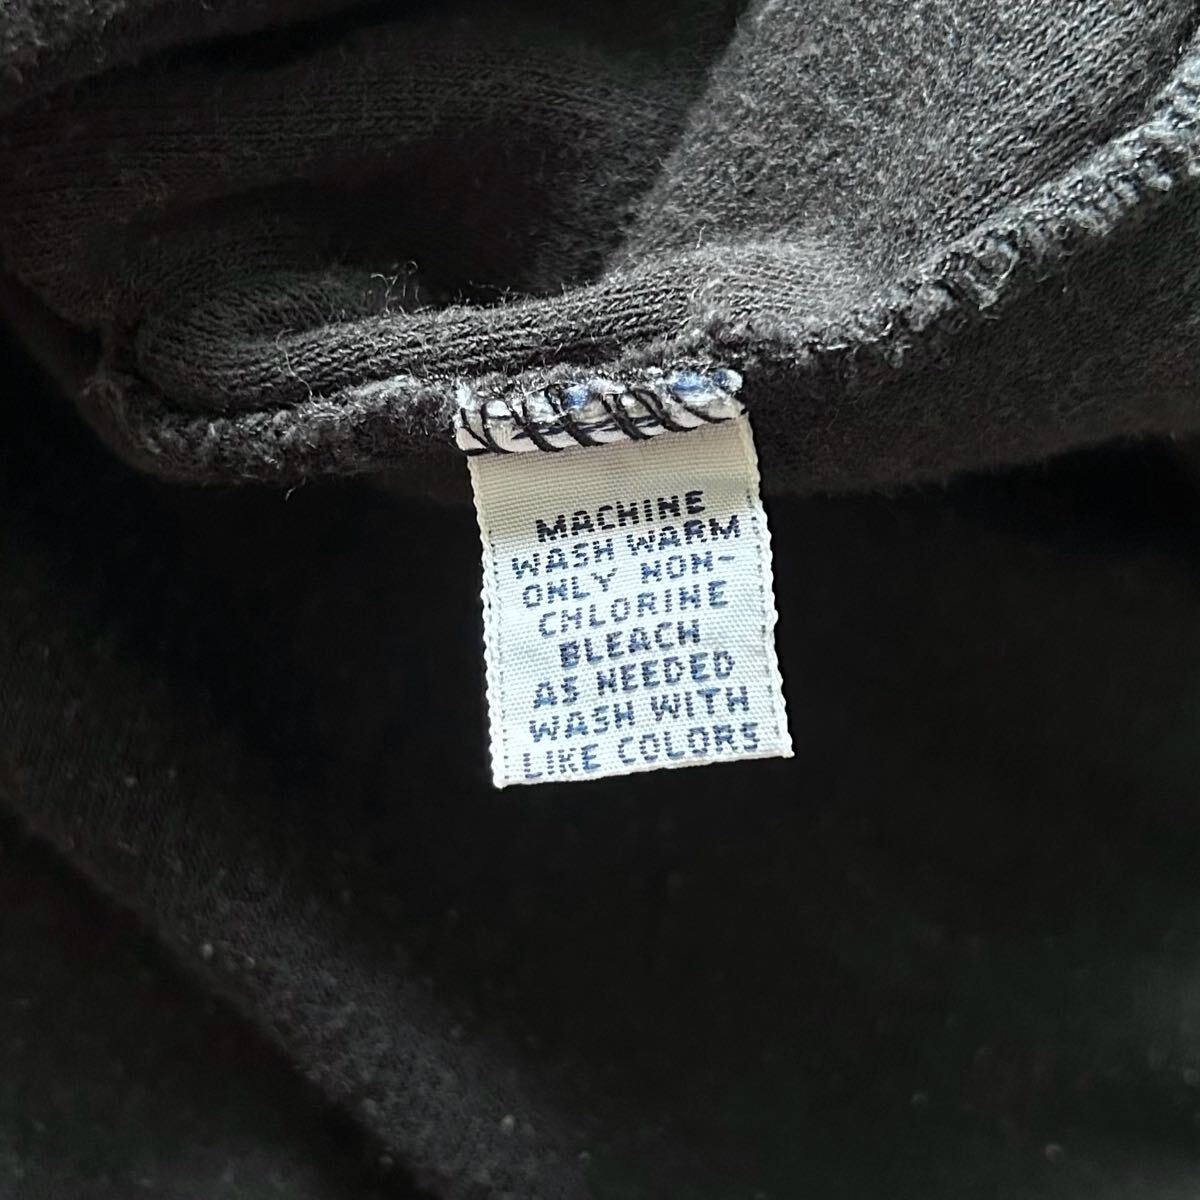 MACHINE
WASH WARM
ONLY NON-
CHLORINE
BLEACH
AS NEEDED
WASH WITH
LIKE COLORS